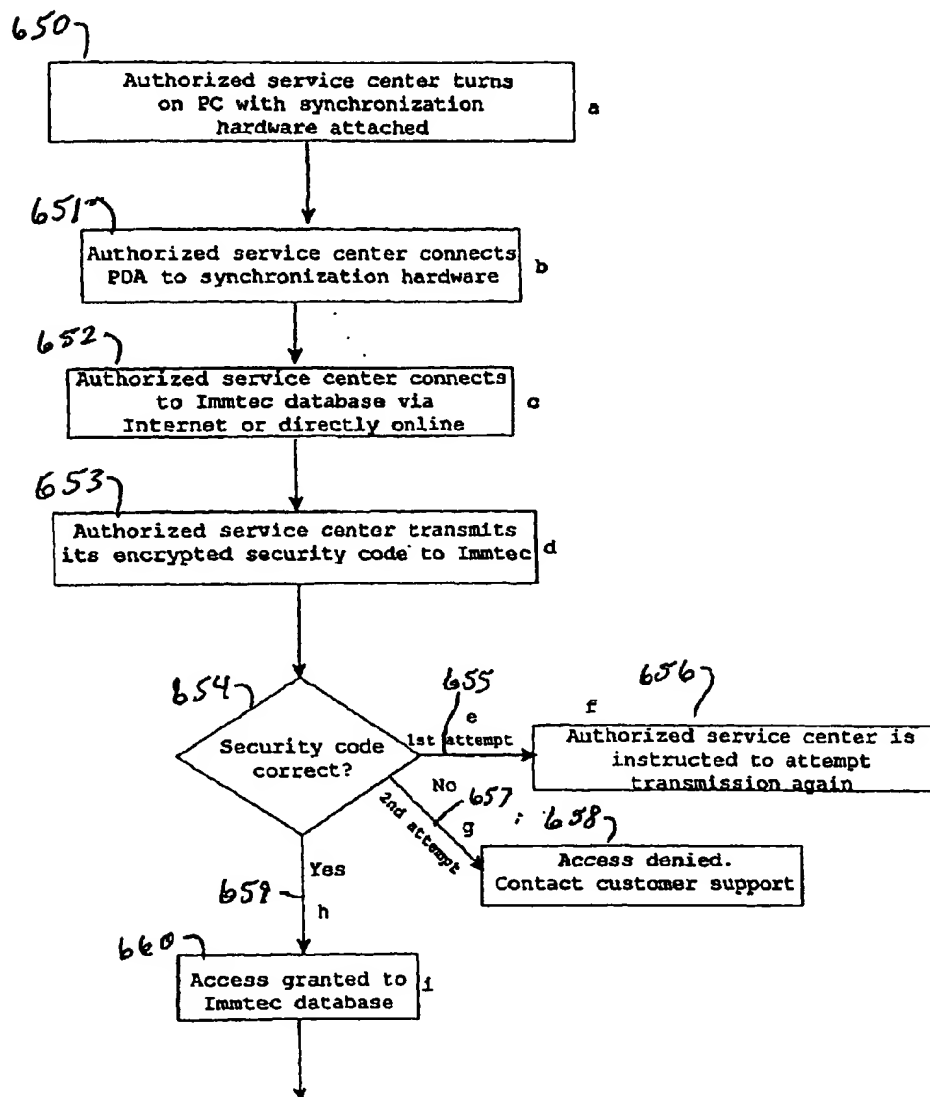 650
Authorized service center turns
on PC with synchronization
hardware attached
a
651
Authorized service center connects
PDA to synchronization hardware
b
652
Authorized service center connects
to Immtec database via
Internet or directly online
c
653
Authorized service center transmits
its encrypted security code to Immtec
d
654
Security code
correct?
655
e
1st attempt
656
f
Authorized service center is
instructed to attempt
transmission again
No
657
g
2nd attempt
658
Access denied.
Contact customer support
Yes
659
h
660
Access granted to
Immtec database
i